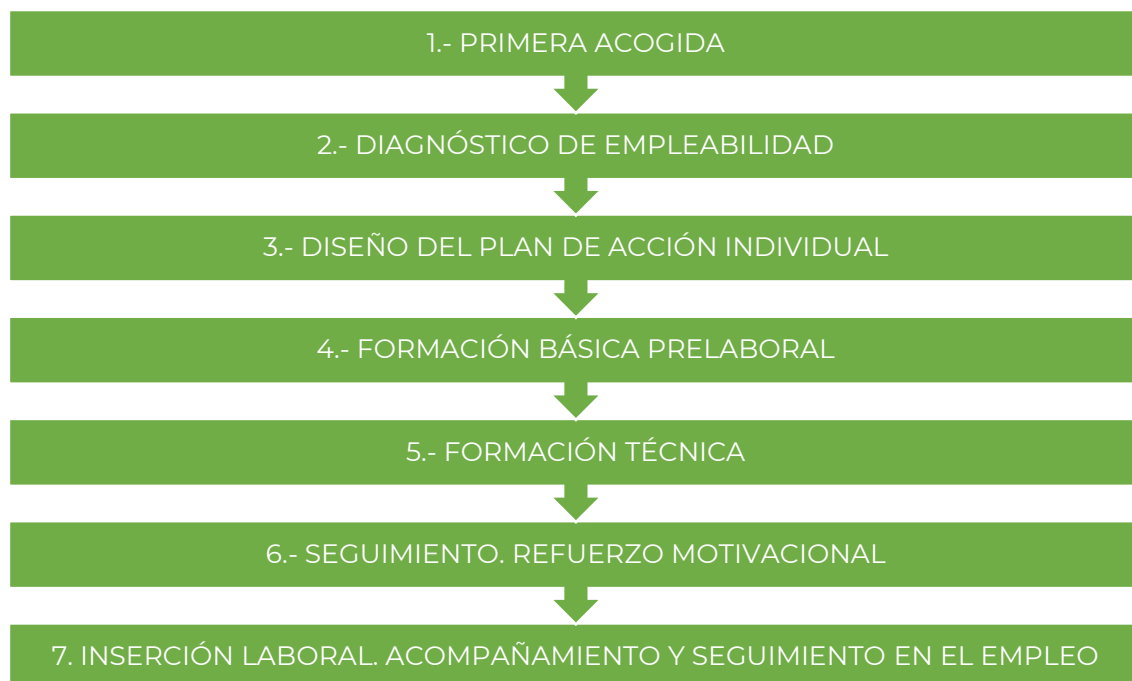 1.- PRIMERA ACOGIDA
2.- DIAGNÓSTICO DE EMPLEABILIDAD
3.- DISEÑO DEL PLAN DE ACCIÓN INDIVIDUAL
4.- FORMACIÓN BÁSICA PRELABORAL
5.- FORMACIÓN TÉCNICA
6.- SEGUIMIENTO. REFUERZO MOTIVACIONAL
7. INSERCIÓN LABORAL. ACOMPAÑAMIENTO Y SEGUIMIENTO EN EL EMPLEO